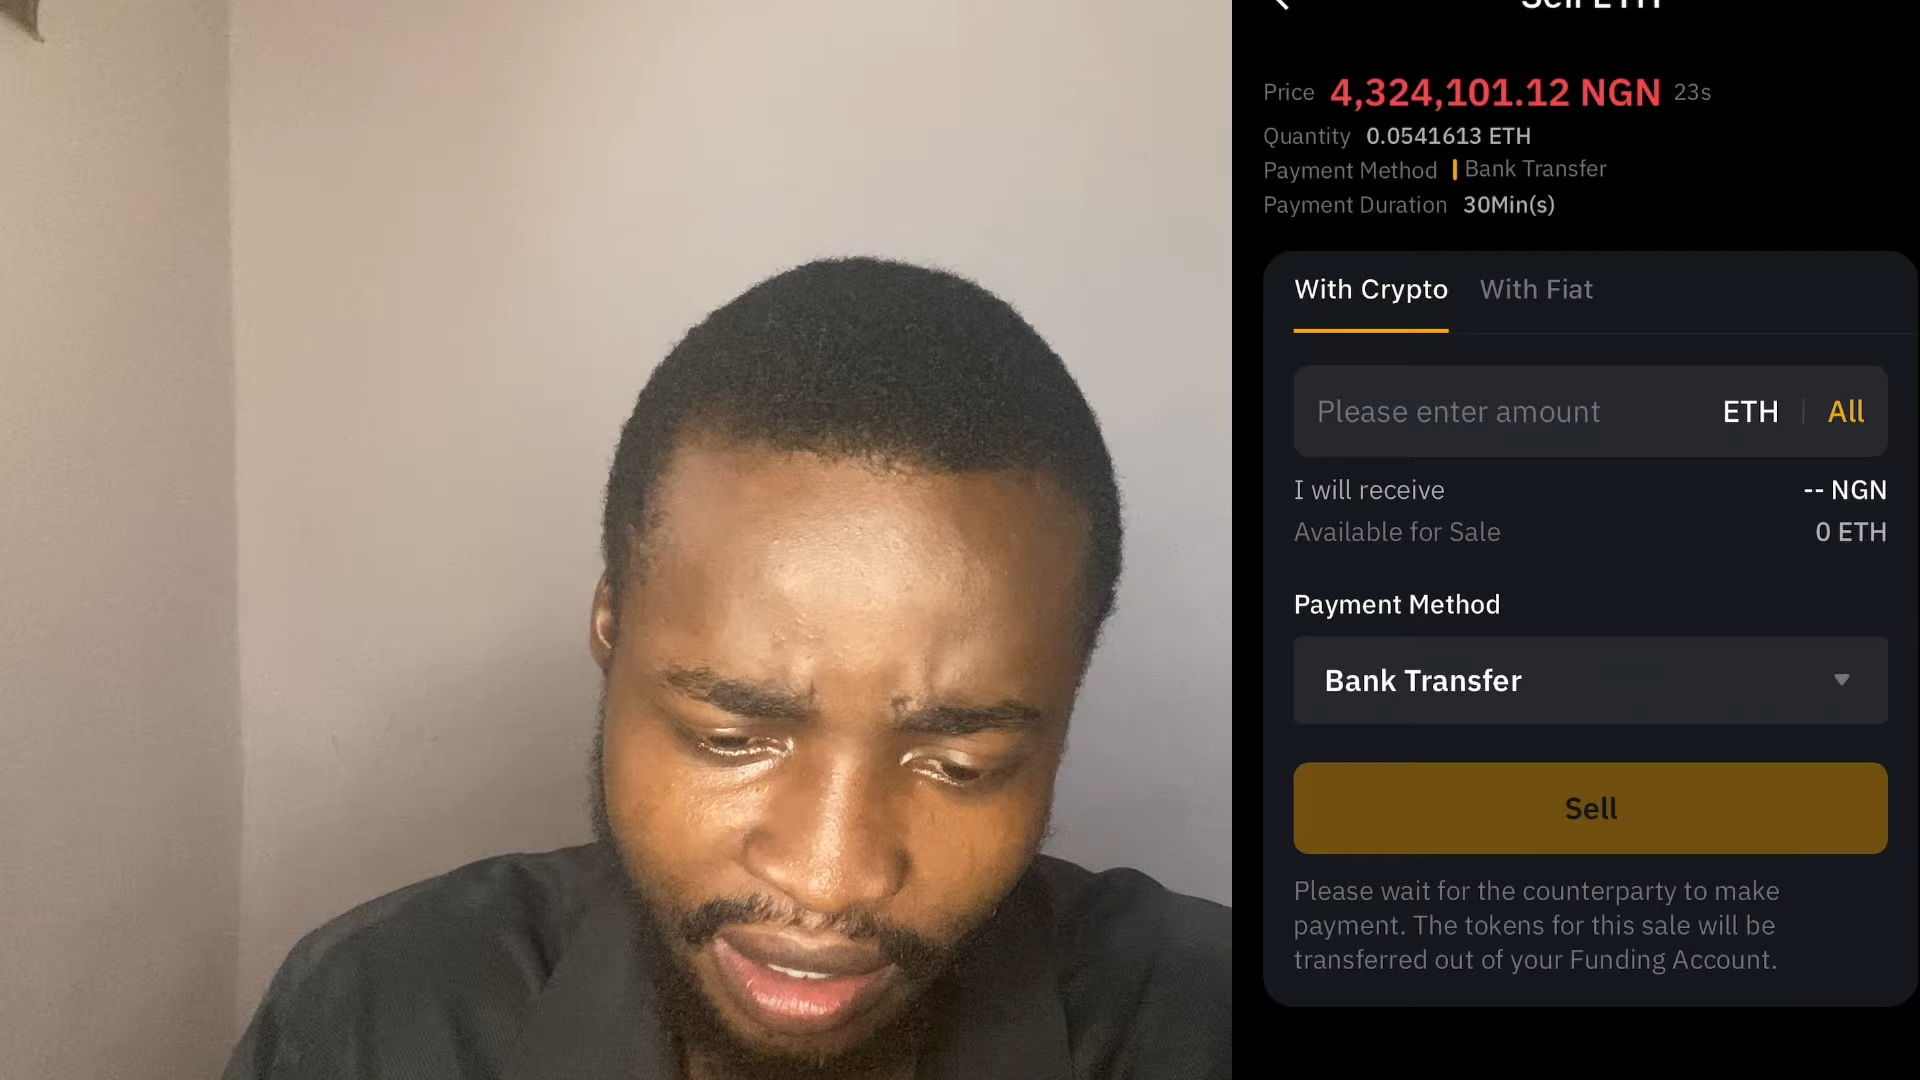 Sell ETH
Price 4,324,101.12 NGN 23s
Quantity 0.0541613 ETH
Payment Method Bank Transfer
Payment Duration 30Min(s)
With Crypto With Fiat
Please enter amount ETH All
I will receive -- NGN
Available for Sale 0 ETH
Payment Method
Bank Transfer
Sell
Please wait for the counterparty to make
payment. The tokens for this sale will be
transferred out of your Funding Account.